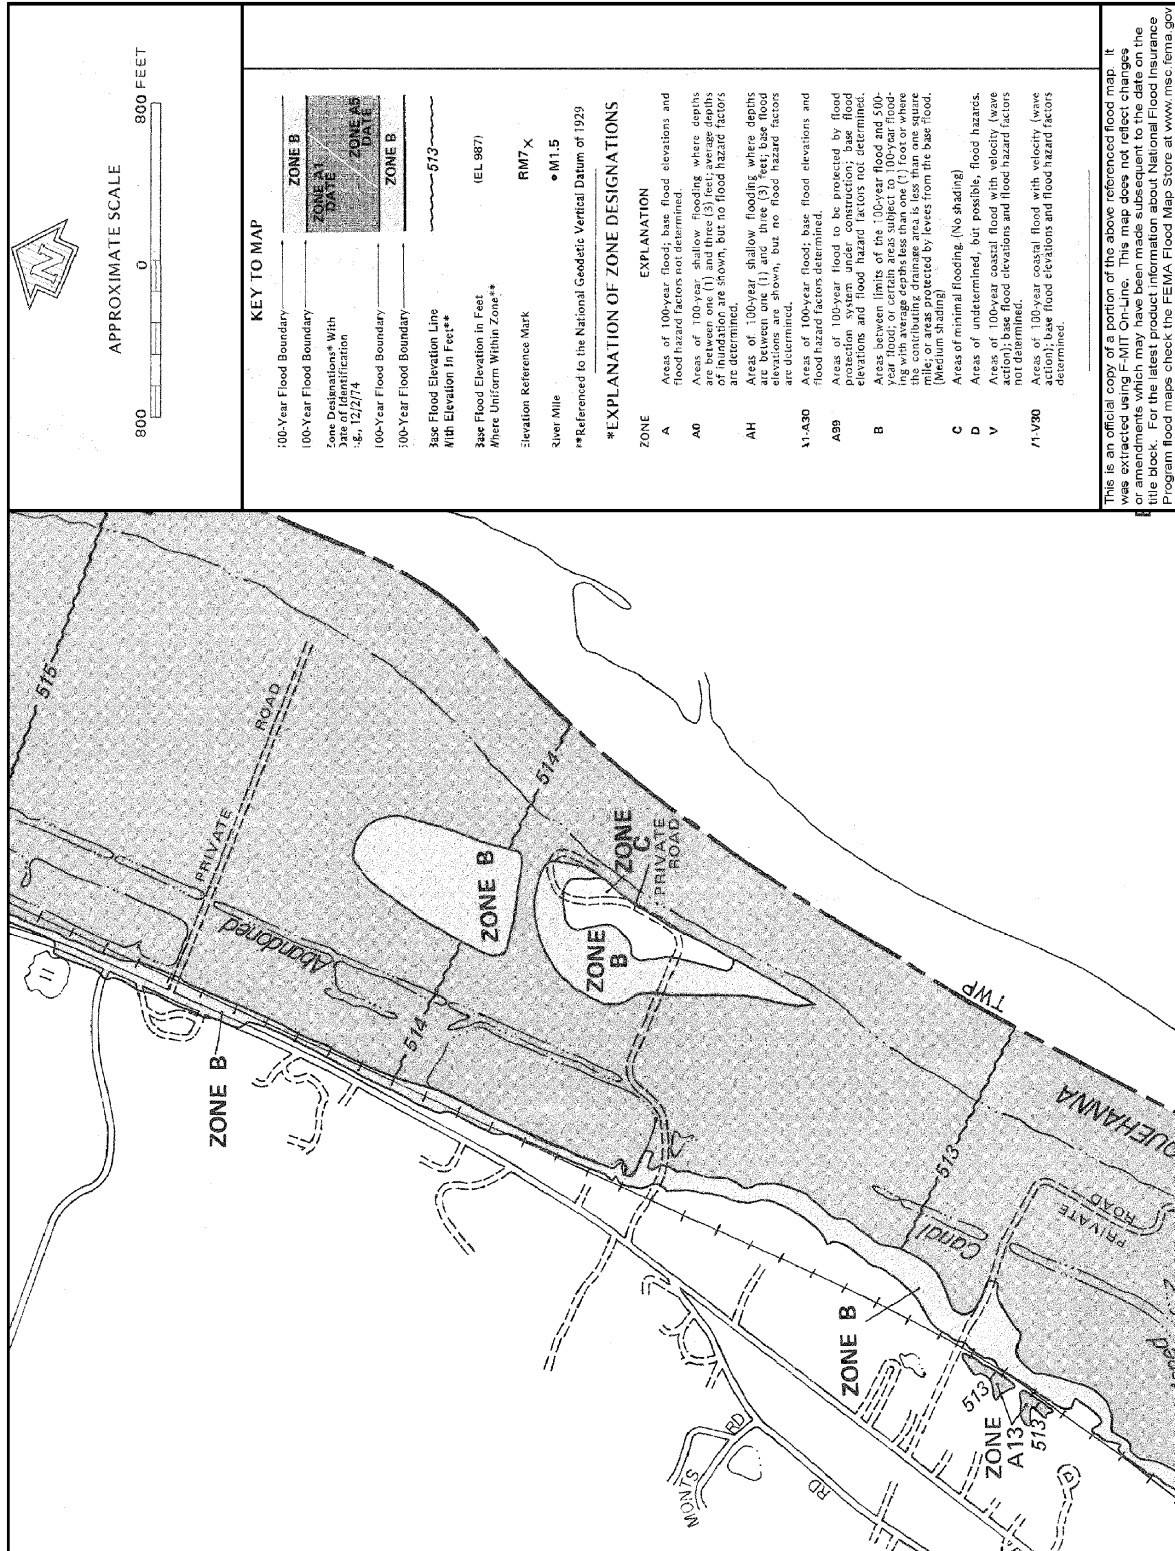 N
APPROXIMATE SCALE
800 0 800 FEET
KEY TO MAP
500-Year Flood Boundary
ZONE B
100-Year Flood Boundary
ZONE A1
DATE
Zone Designations* With
Date of Identification
e.g., 12/2/74
ZONE A5
DATE
100-Year Flood Boundary
ZONE B
500-Year Flood Boundary
Base Flood Elevation Line
With Elevation In Feet**
513
Base Flood Elevation in Feet
Where Uniform Within Zone**
(EL 987)
Elevation Reference Mark
RM7×
River Mile
•M1.5
**Referenced to the National Geodetic Vertical Datum of 1929
*EXPLANATION OF ZONE DESIGNATIONS
ZONE EXPLANATION
A Areas of 100-year flood; base flood elevations and
flood hazard factors not determined.
A0 Areas of 100-year shallow flooding where depths
are between one (1) and three (3) feet; average depths
of inundation are shown, but no flood hazard factors
are determined.
AH Areas of 100-year shallow flooding where depths
are between one (1) and three (3) feet; base flood
elevations are shown, but no flood hazard factors
are determined.
A1-A30 Areas of 100-year flood; base flood elevations and
flood hazard factors determined.
A99 Areas of 100-year flood to be protected by flood
protection system under construction; base flood
elevations and flood hazard factors not determined.
B Areas between limits of the 100-year flood and 500-
year flood; or certain areas subject to 100-year flood-
ing with average depths less than one (1) foot or where
the contributing drainage area is less than one square
mile; or areas protected by levees from the base flood.
(Medium shading)
C Areas of minimal flooding. (No shading)
D Areas of undetermined, but possible, flood hazards.
V Areas of 100-year coastal flood with velocity (wave
action); base flood elevations and flood hazard factors
not determined.
V1-V30 Areas of 100-year coastal flood with velocity (wave
action); base flood elevations and flood hazard factors
determined.
This is an official copy of a portion of the above referenced flood map. It
was extracted using F-MIT On-Line. This map does not reflect changes
or amendments which may have been made subsequent to the date on the
title block. For the latest product information about National Flood Insurance
Program flood maps check the FEMA Flood Map Store at www.msc.fema.gov
515
PRIVATE ROAD
11
Abandoned
ZONE B
514
ZONE B
514
ZONE
C
PRIVATE
ROAD
ZONE
B
TWP
513
Canal
PRIVATE
ROAD
QUEHANNA
ZONE B
513
ZONE
A13
513
MONTS
RD
RD